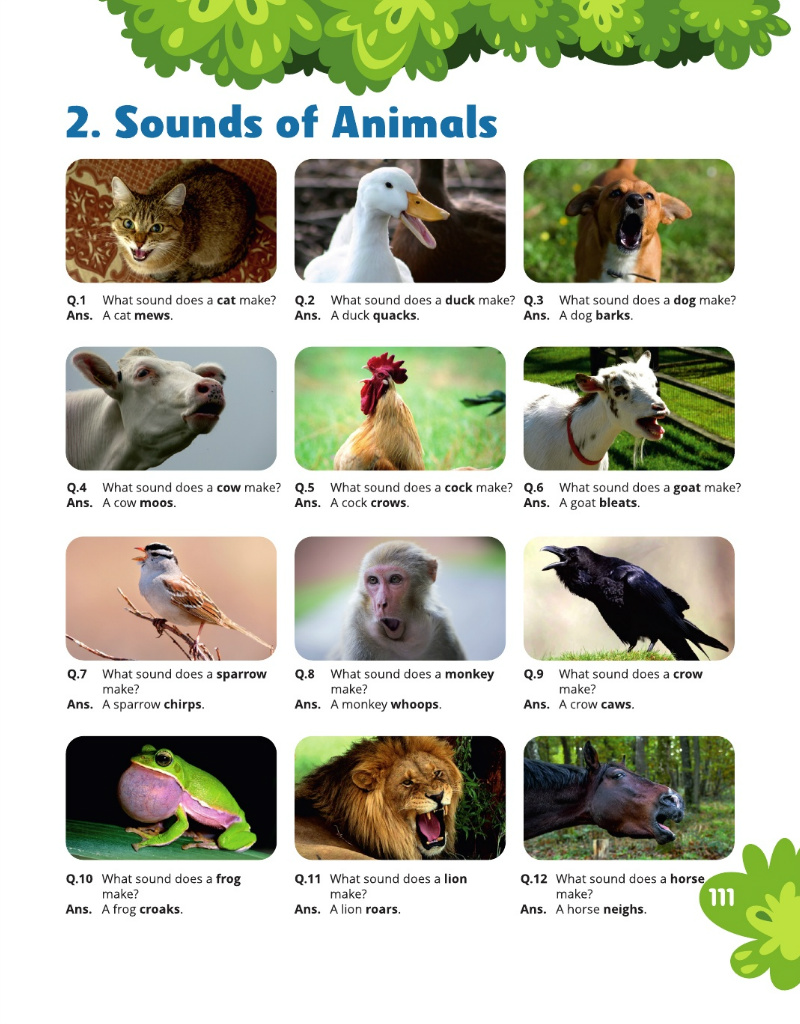 2. Sounds of Animals
Q.1 What sound does a cat make?
Ans. A cat mews.
Q.2 What sound does a duck make?
Ans. A duck quacks.
Q.3 What sound does a dog make?
Ans. A dog barks.
Q.4 What sound does a cow make?
Ans. A cow moos.
Q.5 What sound does a cock make?
Ans. A cock crows.
Q.6 What sound does a goat make?
Ans. A goat bleats.
Q.7 What sound does a sparrow
make?
Ans. A sparrow chirps.
Q.8 What sound does a monkey
make?
Ans. A monkey whoops.
Q.9 What sound does a crow
make?
Ans. A crow caws.
Q.10 What sound does a frog
make?
Ans. A frog croaks.
Q.11 What sound does a lion
make?
Ans. A lion roars.
Q.12 What sound does a horse
make?
Ans. A horse neighs.
111